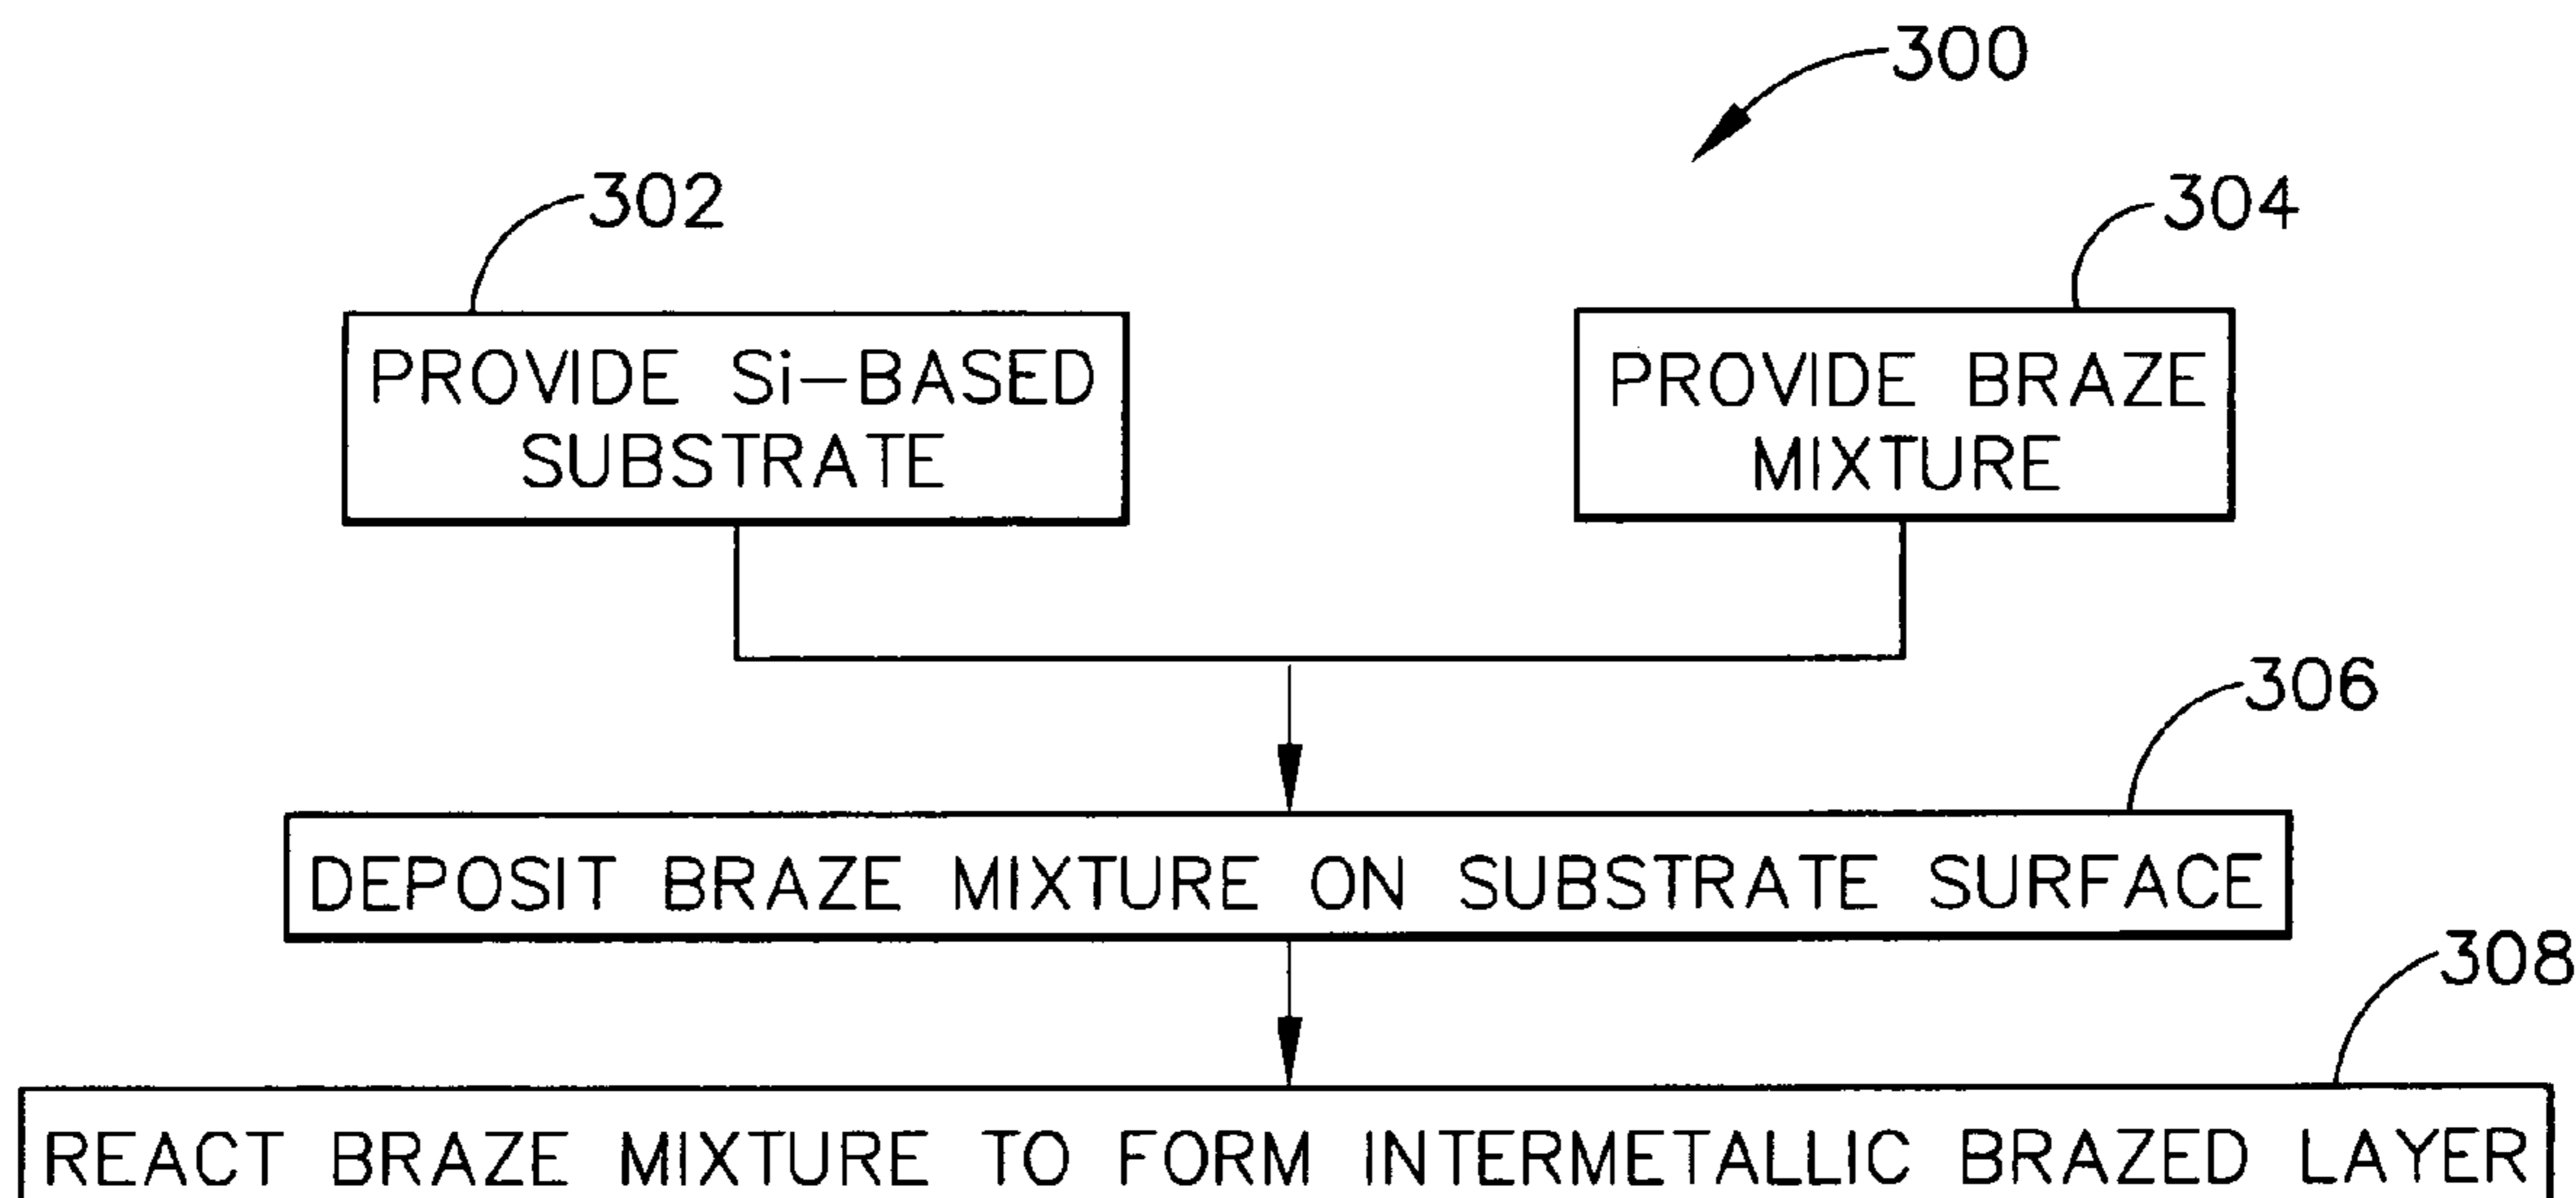 300
302
304
PROVIDE Si-BASED
SUBSTRATE
PROVIDE BRAZE
MIXTURE
306
DEPOSIT BRAZE MIXTURE ON SUBSTRATE SURFACE
308
REACT BRAZE MIXTURE TO FORM INTERMETALLIC BRAZED LAYER